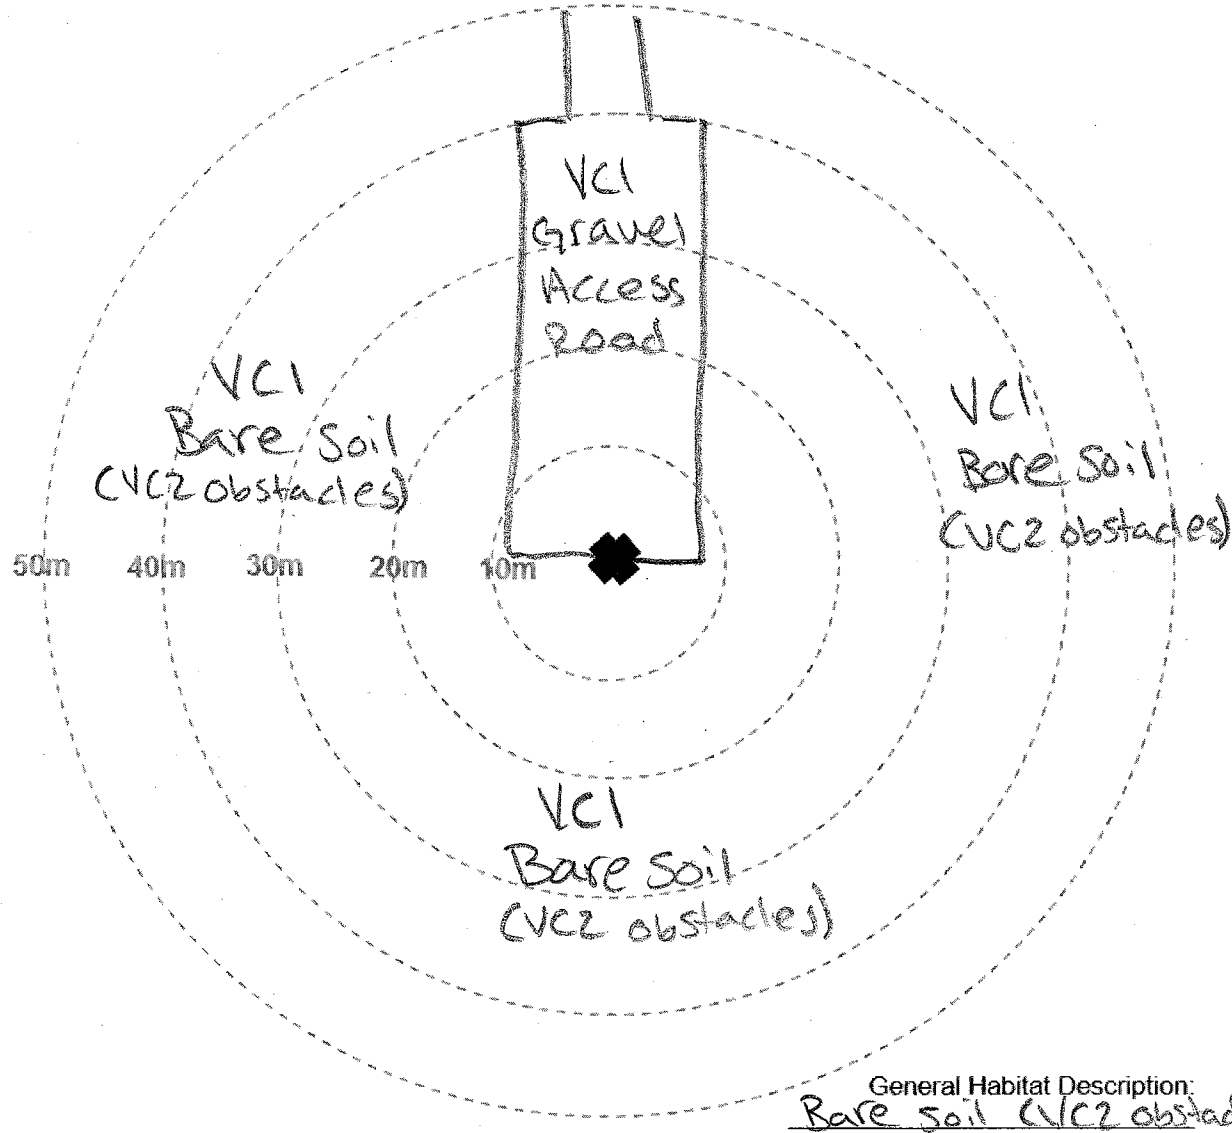 VC1
Gravel
Access
Road
VC1
Bare Soil
(VC2 obstacles)
VC1
Bare Soil
(VC2 obstacles)
50m 40m 30m 20m 10m
VC1
Bare Soil
(VC2 obstacles)
General Habitat Description:
Bare soil (VC2 obstac